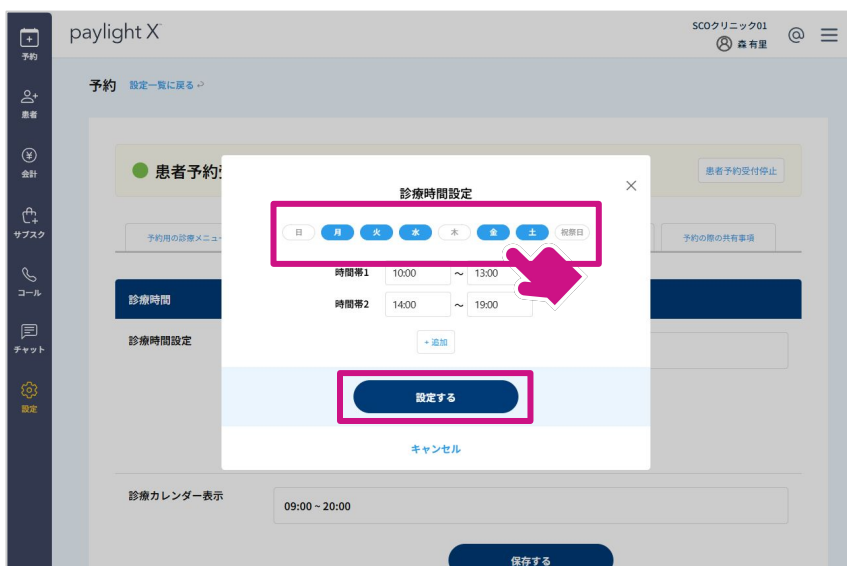 paylight X
SCOクリニック01
森 有里
予約
患者
会計
サブスク
コール
チャット
設定
予約 設定一覧に戻る
患者予約
患者予約受付停止
予約用の診療メニュー
予約の際の共有事項
診療時間
診療時間設定
診療時間設定
日 月 火 水 木 金 土 祝祭日
時間帯1 10:00 ~ 13:00
時間帯2 14:00 ~ 19:00
+ 追加
設定する
キャンセル
診療カレンダー表示
09:00 ~ 20:00
保存する